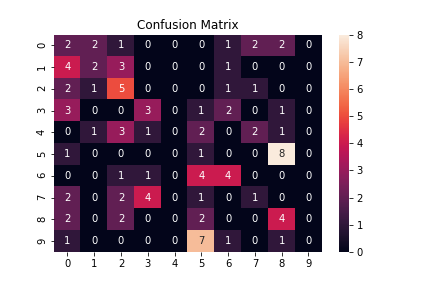 Confusion Matrix
0 2 2 1 0 0 0 1 2 2 0
1 4 2 3 0 0 0 1 0 0 0
2 2 1 5 0 0 0 1 1 0 0
3 3 0 0 3 0 1 2 0 1 0
4 0 1 3 1 0 2 0 2 1 0
5 1 0 0 0 0 1 0 0 8 0
6 0 0 1 1 0 4 4 0 0 0
7 2 0 2 4 0 1 0 1 0 0
8 2 0 2 0 0 2 0 0 4 0
9 1 0 0 0 0 7 1 0 1 0
0 1 2 3 4 5 6 7 8 9
8
7
6
5
4
3
2
1
0